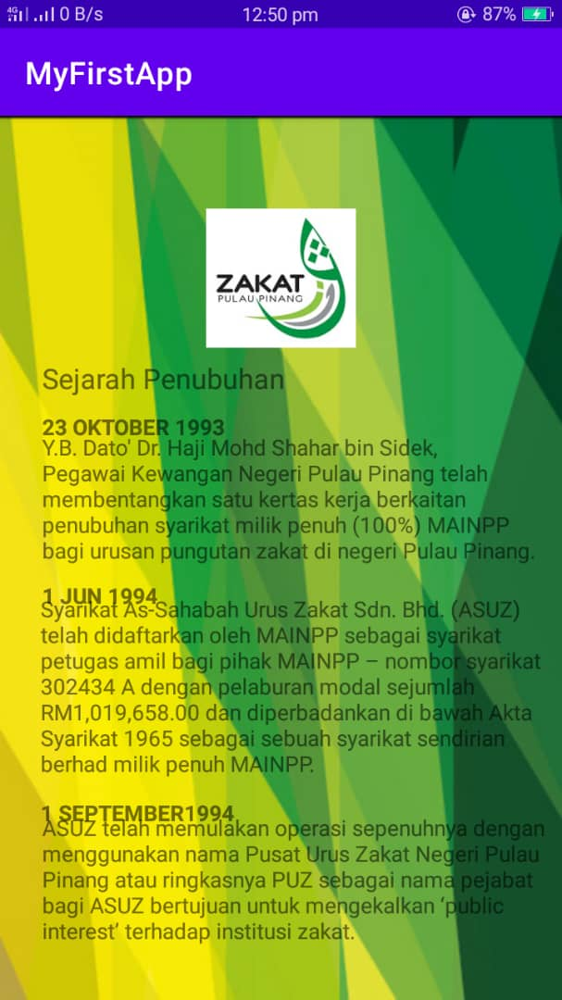 4G 0 B/s 12:50 pm 87%
MyFirstApp
ZAKAT
PULAU PINANG
Sejarah Penubuhan
23 OKTOBER 1993
Y.B. Dato' Dr. Haji Mohd Shahar bin Sidek,
Pegawai Kewangan Negeri Pulau Pinang telah
membentangkan satu kertas kerja berkaitan
penubuhan syarikat milik penuh (100%) MAINPP
bagi urusan pungutan zakat di negeri Pulau Pinang.
1 JUN 1994
Syarikat As-Sahabah Urus Zakat Sdn. Bhd. (ASUZ)
telah didaftarkan oleh MAINPP sebagai syarikat
petugas amil bagi pihak MAINPP – nombor syarikat
302434 A dengan pelaburan modal sejumlah
RM1,019,658.00 dan diperbadankan di bawah Akta
Syarikat 1965 sebagai sebuah syarikat sendirian
berhad milik penuh MAINPP.
1 SEPTEMBER1994
ASUZ telah memulakan operasi sepenuhnya dengan
menggunakan nama Pusat Urus Zakat Negeri Pulau
Pinang atau ringkasnya PUZ sebagai nama pejabat
bagi ASUZ bertujuan untuk mengekalkan ‘public
interest’ terhadap institusi zakat.